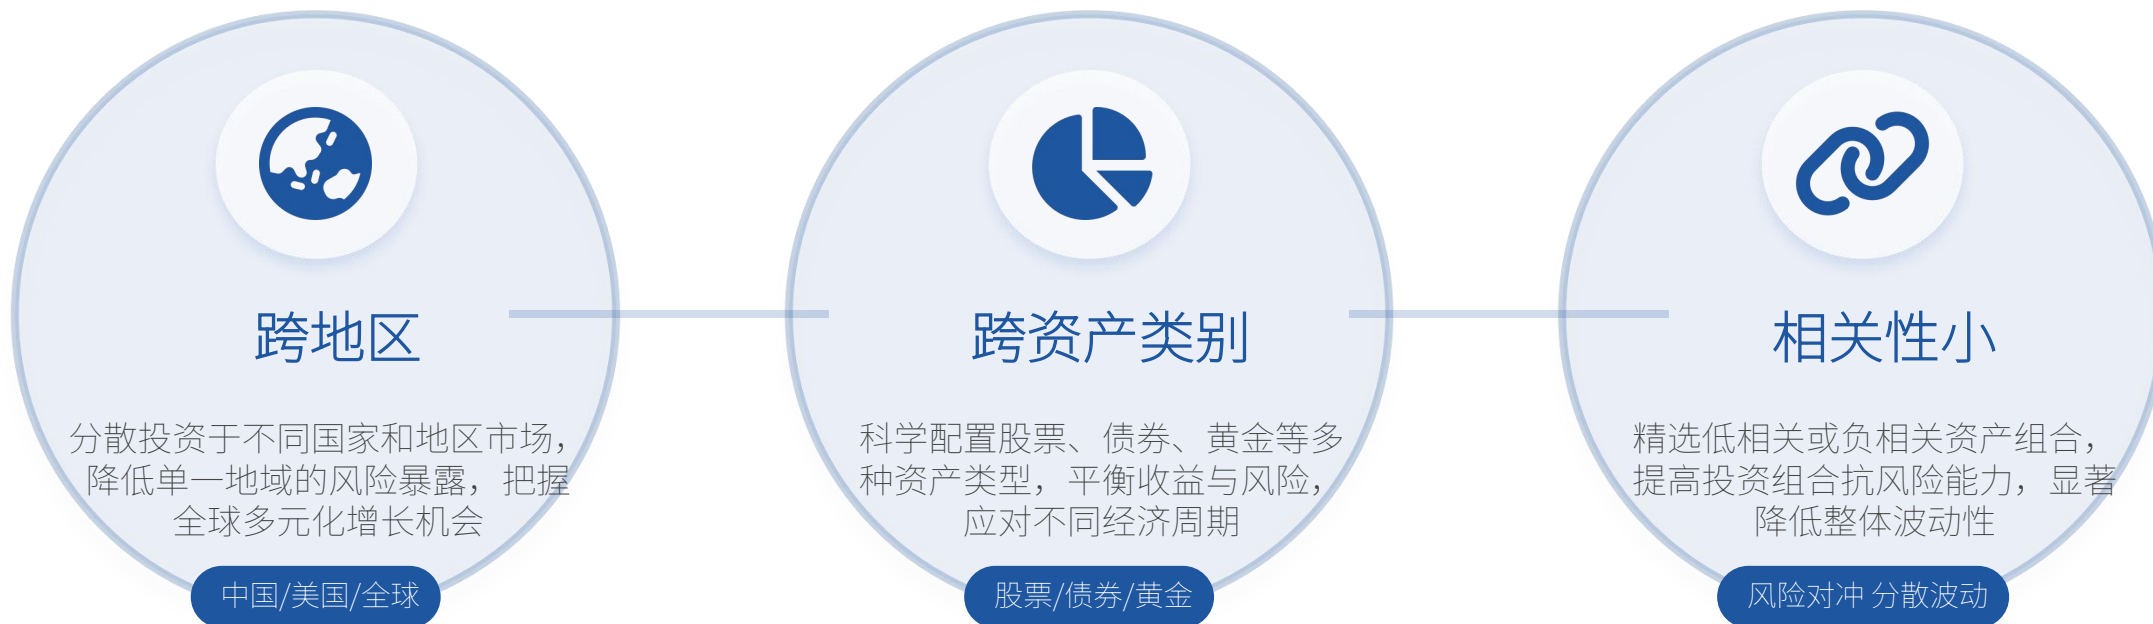 跨地区
分散投资于不同国家和地区市场，
降低单一地域的风险暴露，把握
全球多元化增长机会
中国/美国/全球
跨资产类别
科学配置股票、债券、黄金等多
种资产类型，平衡收益与风险，
应对不同经济周期
股票/债券/黄金
相关性小
精选低相关或负相关资产组合，
提高投资组合抗风险能力，显著
降低整体波动性
风险对冲 分散波动